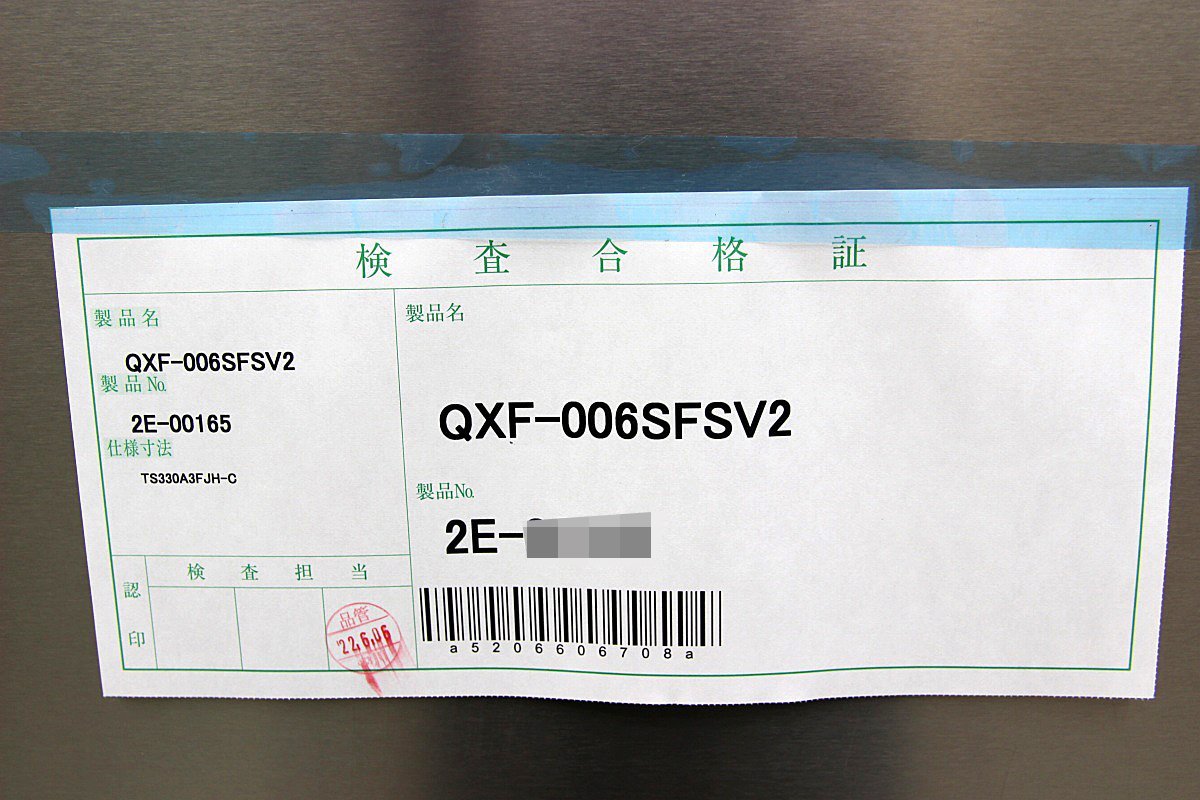 検査合格証
製品名
QXF-006SFSV2
製品No.
2E-00165
仕様寸法
TS330A3FJH-C
検査担当
認印
品管
'22.6.06
製品名
QXF-006SFSV2
製品No.
2E-
a5206606708a